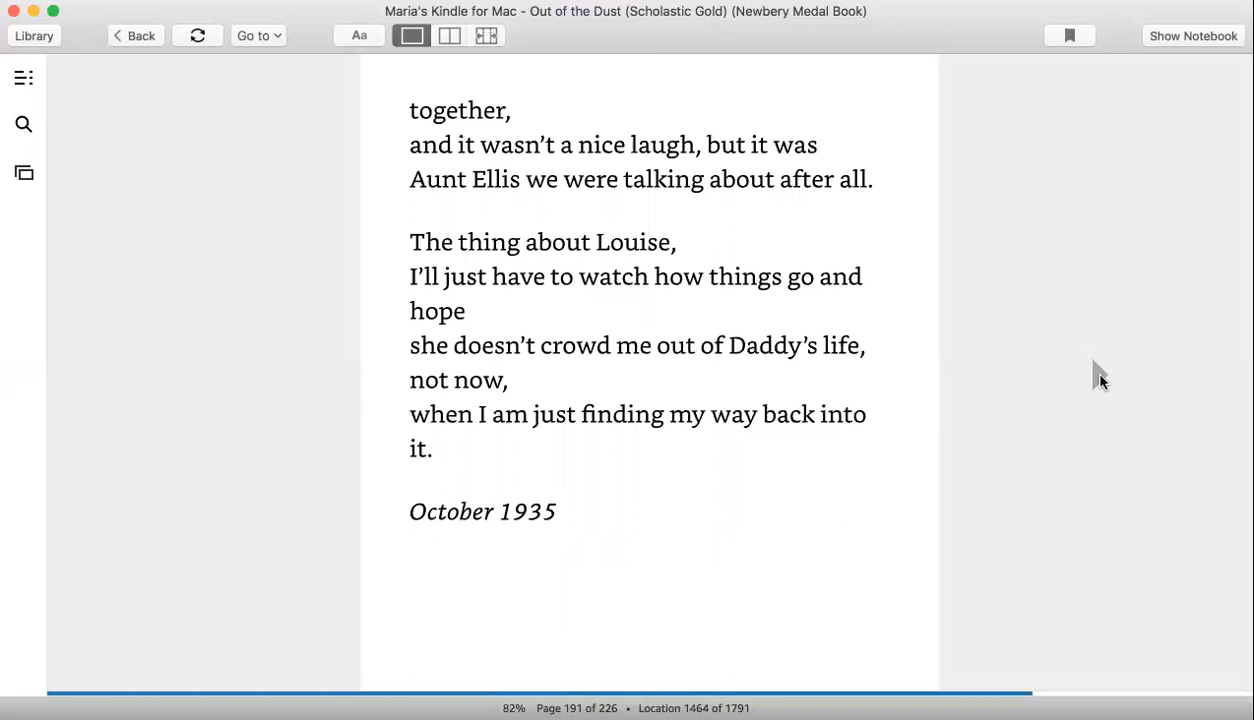 Maria's Kindle for Mac - Out of the Dust (Scholastic Gold) (Newbery Medal Book)
Library
Back
Go to
Aa
Show Notebook
together,
and it wasn't a nice laugh, but it was
Aunt Ellis we were talking about after all.
The thing about Louise,
I'll just have to watch how things go and
hope
she doesn't crowd me out of Daddy's life,
not now,
when I am just finding my way back into
it.
October 1935
82% Page 191 of 226 • Location 1464 of 1791